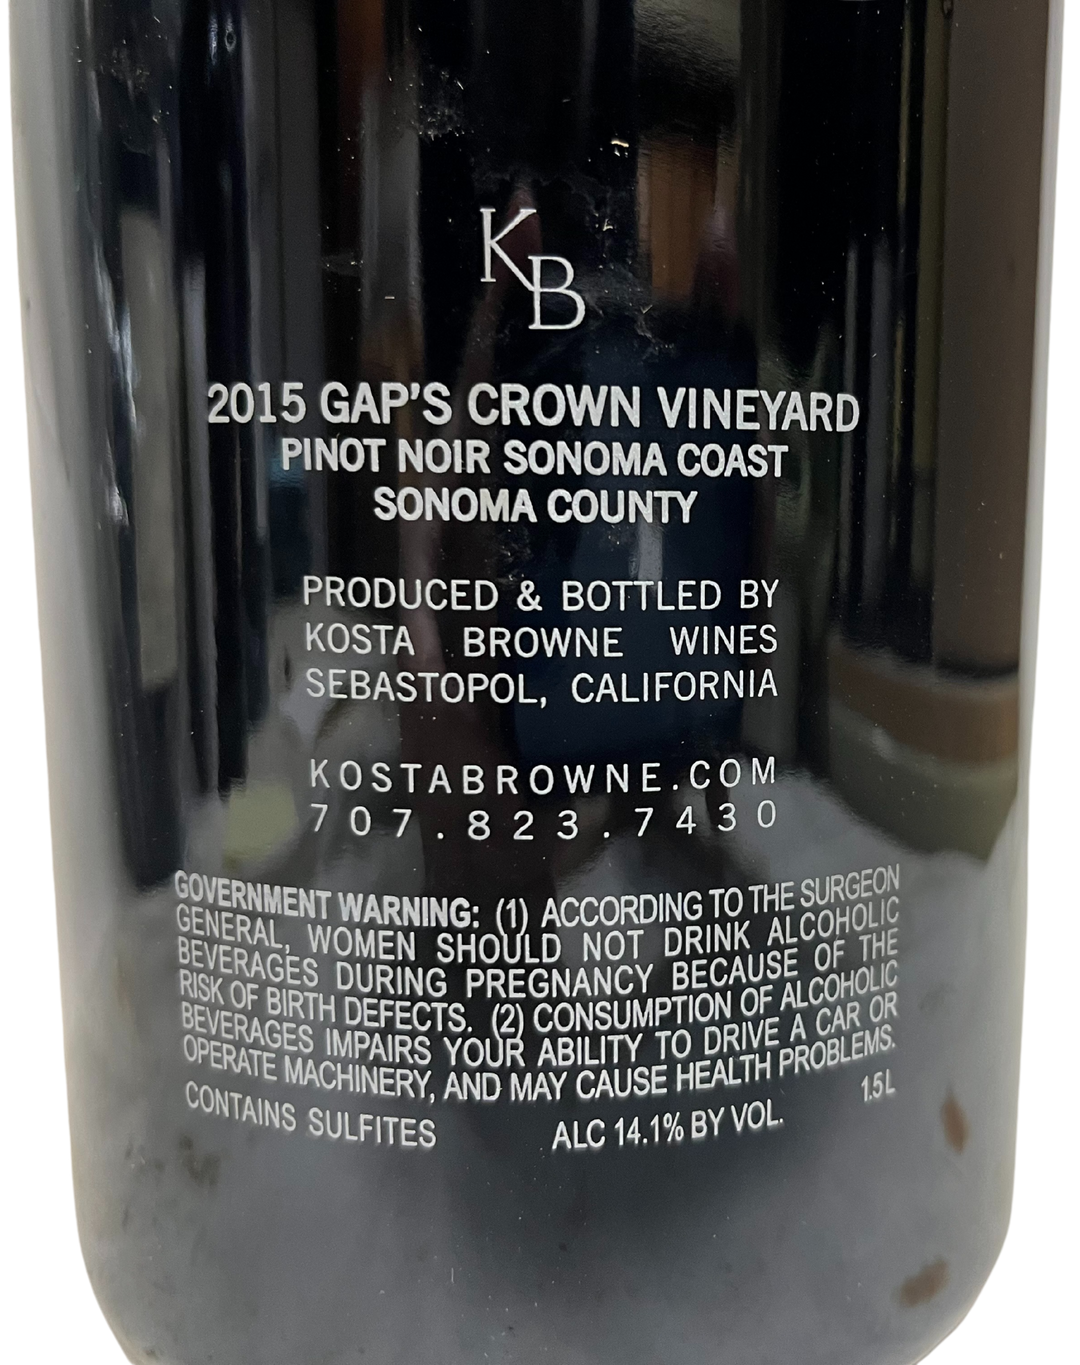 KB
2015 GAP'S CROWN VINEYARD
PINOT NOIR SONOMA COAST
SONOMA COUNTY
PRODUCED & BOTTLED BY
KOSTA BROWNE WINES
SEBASTOPOL, CALIFORNIA
KOSTABROWNE.COM
707.823.7430
GOVERNMENT WARNING: (1) ACCORDING TO THE SURGEON
GENERAL, WOMEN SHOULD NOT DRINK ALCOHOLIC
BEVERAGES DURING PREGNANCY BECAUSE OF THE
RISK OF BIRTH DEFECTS. (2) CONSUMPTION OF ALCOHOLIC
BEVERAGES IMPAIRS YOUR ABILITY TO DRIVE A CAR OR
OPERATE MACHINERY, AND MAY CAUSE HEALTH PROBLEMS.
CONTAINS SULFITES ALC 14.1% BY VOL. 1.5L